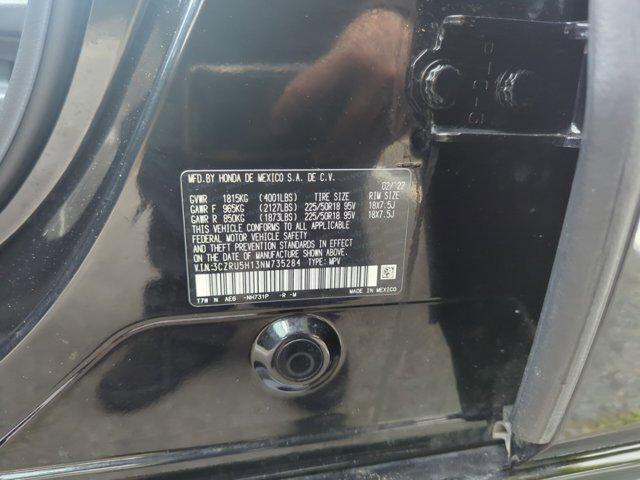 MFD.BY HONDA DE MEXICO S.A. DE C.V. 02/'22
GVWR 1815KG (4001LBS) TIRE SIZE RIM SIZE
GAWR F 965KG (2127LBS) 225/50R18 95V 18X7.5J
GAWR R 850KG (1873LBS) 225/50R18 95V 18X7.5J
THIS VEHICLE CONFORMS TO ALL APPLICABLE
FEDERAL MOTOR VEHICLE SAFETY
AND THEFT PREVENTION STANDARDS IN EFFECT ON
THE DATE OF MANUFACTURE SHOWN ABOVE.
V.I.N:3CZRU5H13NM735284 TYPE: MPV
T7W N AE6 -NH731P -R -M MADE IN MEXICO